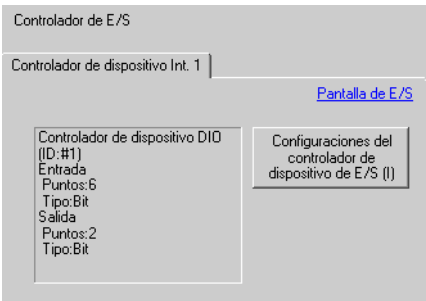 Controlador de E/S
Controlador de dispositivo Int. 1
Pantalla de E/S
Controlador de dispositivo DIO
(ID:#1)
Entrada
Puntos:6
Tipo:Bit
Salida
Puntos:2
Tipo:Bit
Configuraciones del
controlador de
dispositivo de E/S (I)